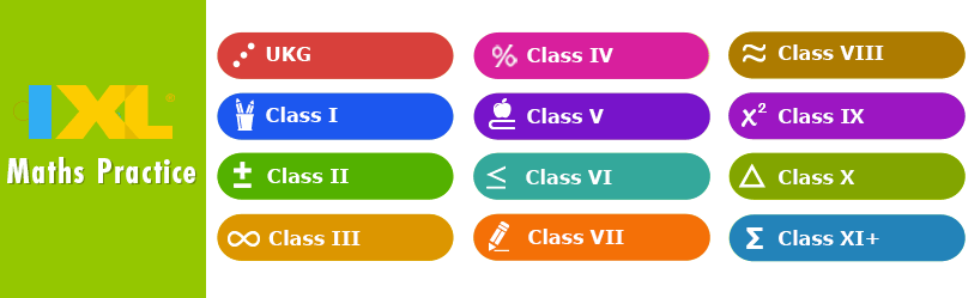 IXL®
Maths Practice
UKG
Class I
± Class II
∞ Class III
% Class IV
Class V
≤ Class VI
Class VII
≈ Class VIII
x² Class IX
Class X
Σ Class XI+